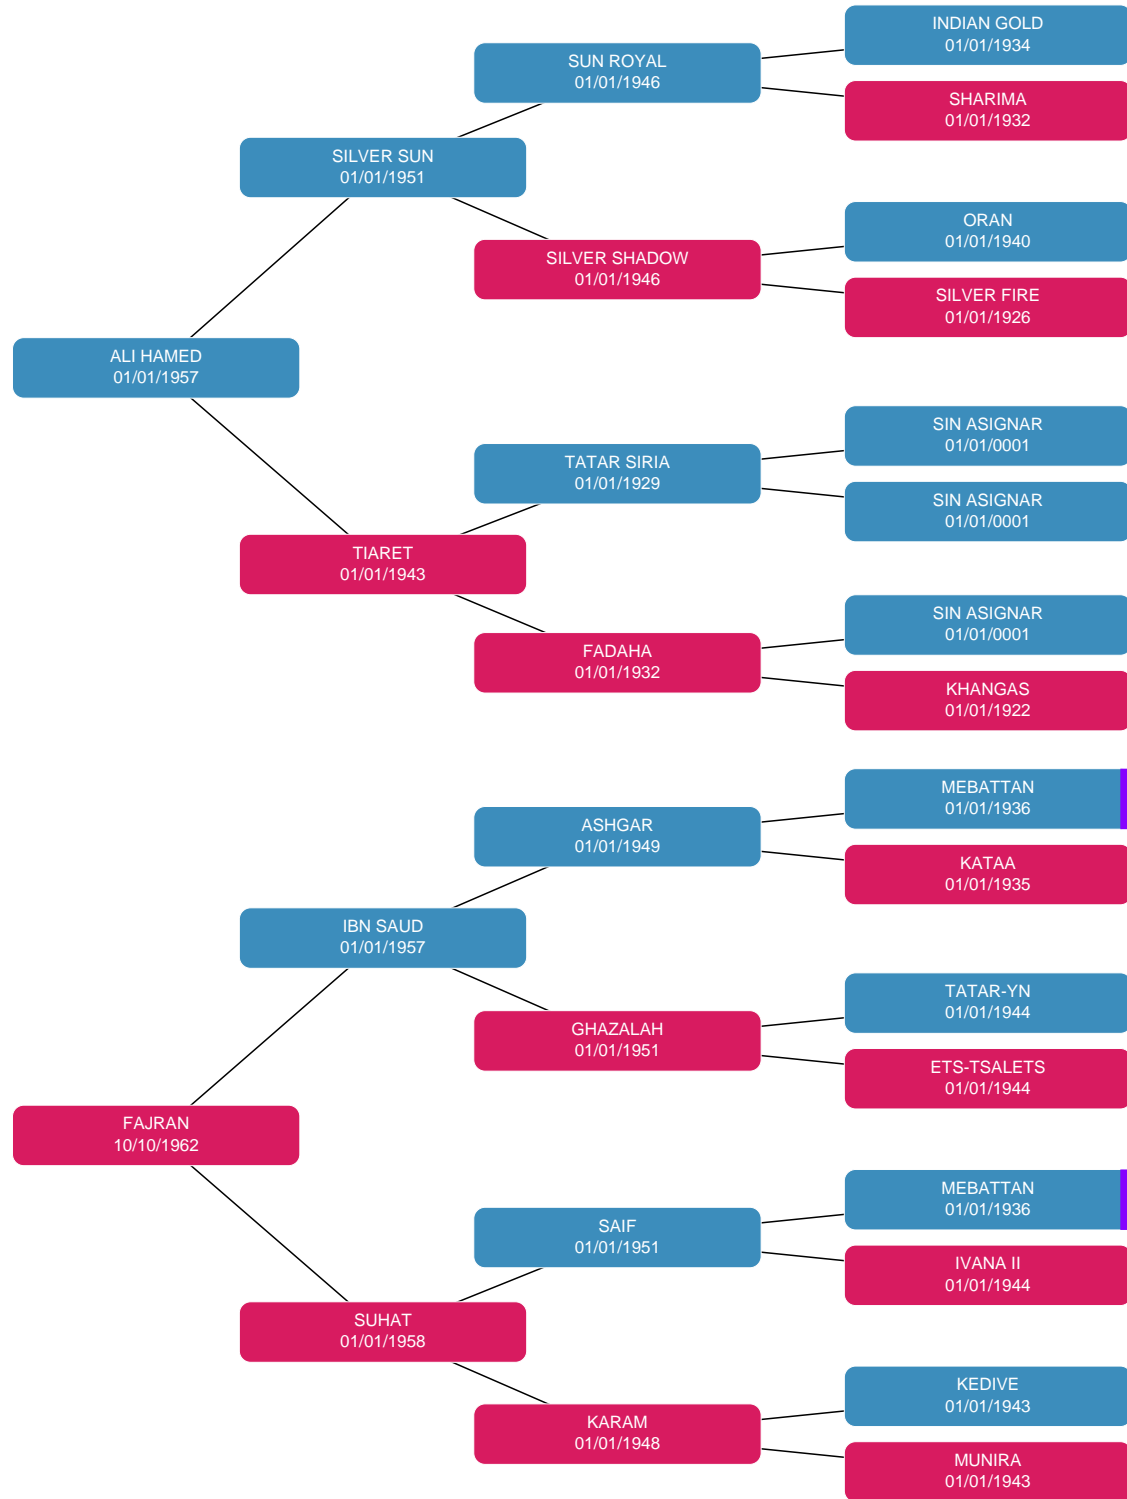 INDIAN GOLD
01/01/1934
SUN ROYAL
01/01/1946
SHARIMA
01/01/1932
SILVER SUN
01/01/1951
ORAN
01/01/1940
SILVER SHADOW
01/01/1946
SILVER FIRE
01/01/1926
ALI HAMED
01/01/1957
SIN ASIGNAR
01/01/0001
TATAR SIRIA
01/01/1929
SIN ASIGNAR
01/01/0001
TIARET
01/01/1943
SIN ASIGNAR
01/01/0001
FADAHA
01/01/1932
KHANGAS
01/01/1922
MEBATTAN
01/01/1936
ASHGAR
01/01/1949
KATAA
01/01/1935
IBN SAUD
01/01/1957
TATAR-YN
01/01/1944
GHAZALAH
01/01/1951
ETS-TSALETS
01/01/1944
FAJRAN
10/10/1962
MEBATTAN
01/01/1936
SAIF
01/01/1951
IVANA II
01/01/1944
SUHAT
01/01/1958
KEDIVE
01/01/1943
KARAM
01/01/1948
MUNIRA
01/01/1943